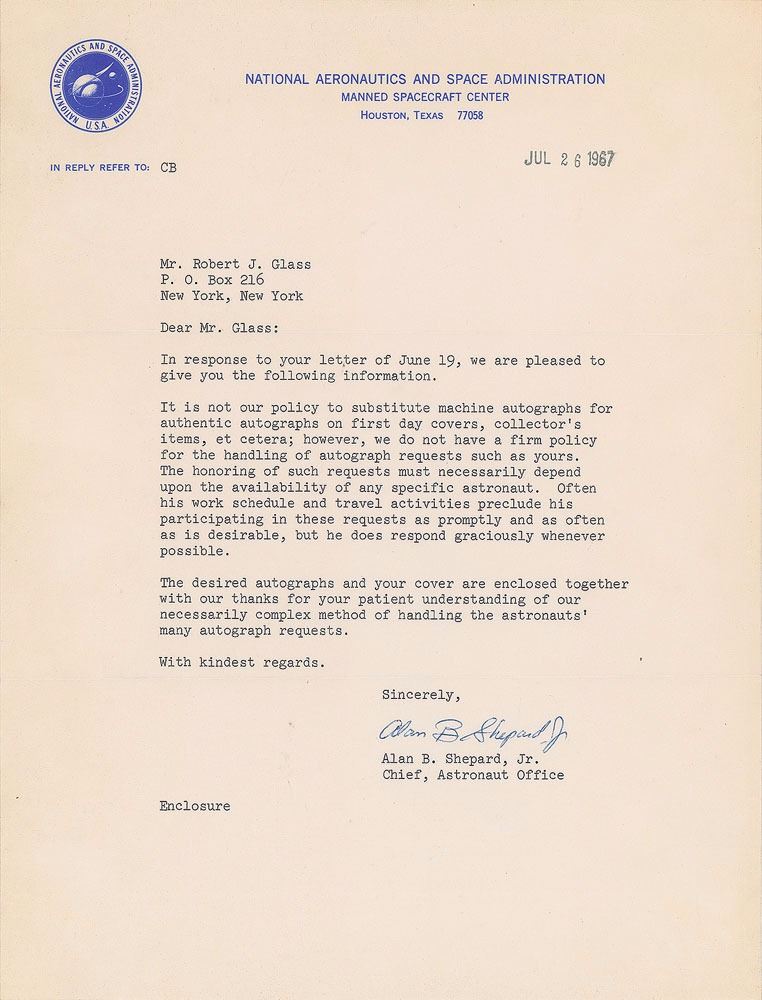 NATIONAL AERONAUTICS AND SPACE ADMINISTRATION
U.S.A.
NATIONAL AERONAUTICS AND SPACE ADMINISTRATION
MANNED SPACECRAFT CENTER
HOUSTON, TEXAS 77058
IN REPLY REFER TO: CB
JUL 26 1967
Mr. Robert J. Glass
P. O. Box 216
New York, New York
Dear Mr. Glass:
In response to your letter of June 19, we are pleased to
give you the following information.
It is not our policy to substitute machine autographs for
authentic autographs on first day covers, collector's
items, et cetera; however, we do not have a firm policy
for the handling of autograph requests such as yours.
The honoring of such requests must necessarily depend
upon the availability of any specific astronaut. Often
his work schedule and travel activities preclude his
participating in these requests as promptly and as often
as is desirable, but he does respond graciously whenever
possible.
The desired autographs and your cover are enclosed together
with our thanks for your patient understanding of our
necessarily complex method of handling the astronauts'
many autograph requests.
With kindest regards.
Sincerely,
Alan B Shepard Jr
Alan B. Shepard, Jr.
Chief, Astronaut Office
Enclosure